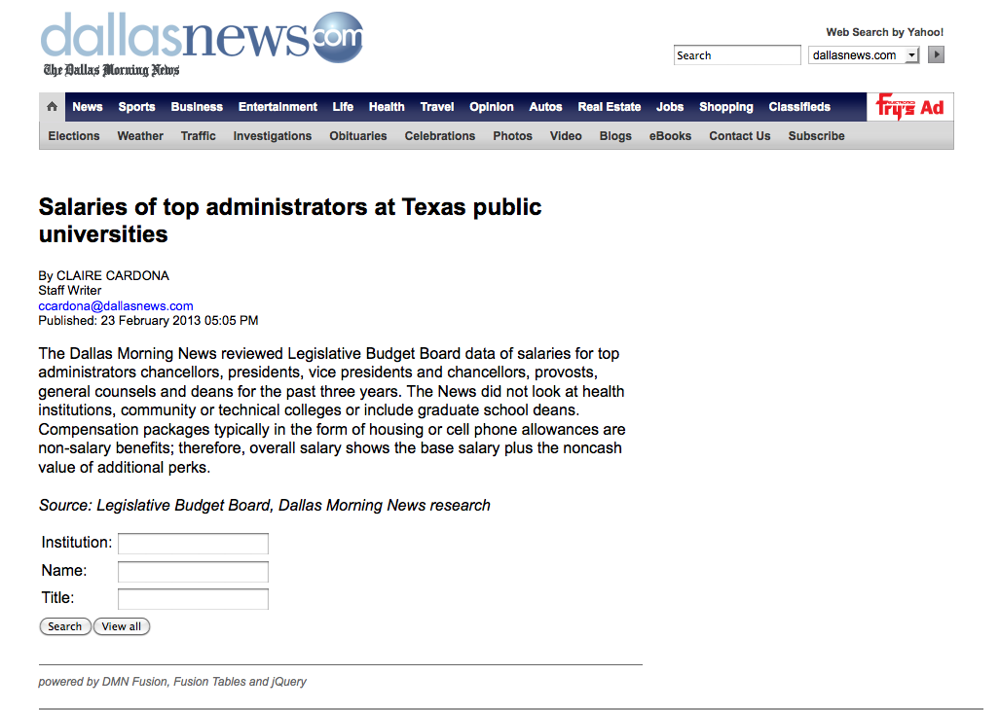 dallasnews.com
The Dallas Morning News
Web Search by Yahoo!
Search
dallasnews.com
News Sports Business Entertainment Life Health Travel Opinion Autos Real Estate Jobs Shopping Classifieds
fry's ELECTRONICS Ad
Elections Weather Traffic Investigations Obituaries Celebrations Photos Video Blogs eBooks Contact Us Subscribe
Salaries of top administrators at Texas public
universities
By CLAIRE CARDONA
Staff Writer
ccardona@dallasnews.com
Published: 23 February 2013 05:05 PM
The Dallas Morning News reviewed Legislative Budget Board data of salaries for top
administrators chancellors, presidents, vice presidents and chancellors, provosts,
general counsels and deans for the past three years. The News did not look at health
institutions, community or technical colleges or include graduate school deans.
Compensation packages typically in the form of housing or cell phone allowances are
non-salary benefits; therefore, overall salary shows the base salary plus the noncash
value of additional perks.
Source: Legislative Budget Board, Dallas Morning News research
Institution:
Name:
Title:
Search View all
powered by DMN Fusion, Fusion Tables and jQuery